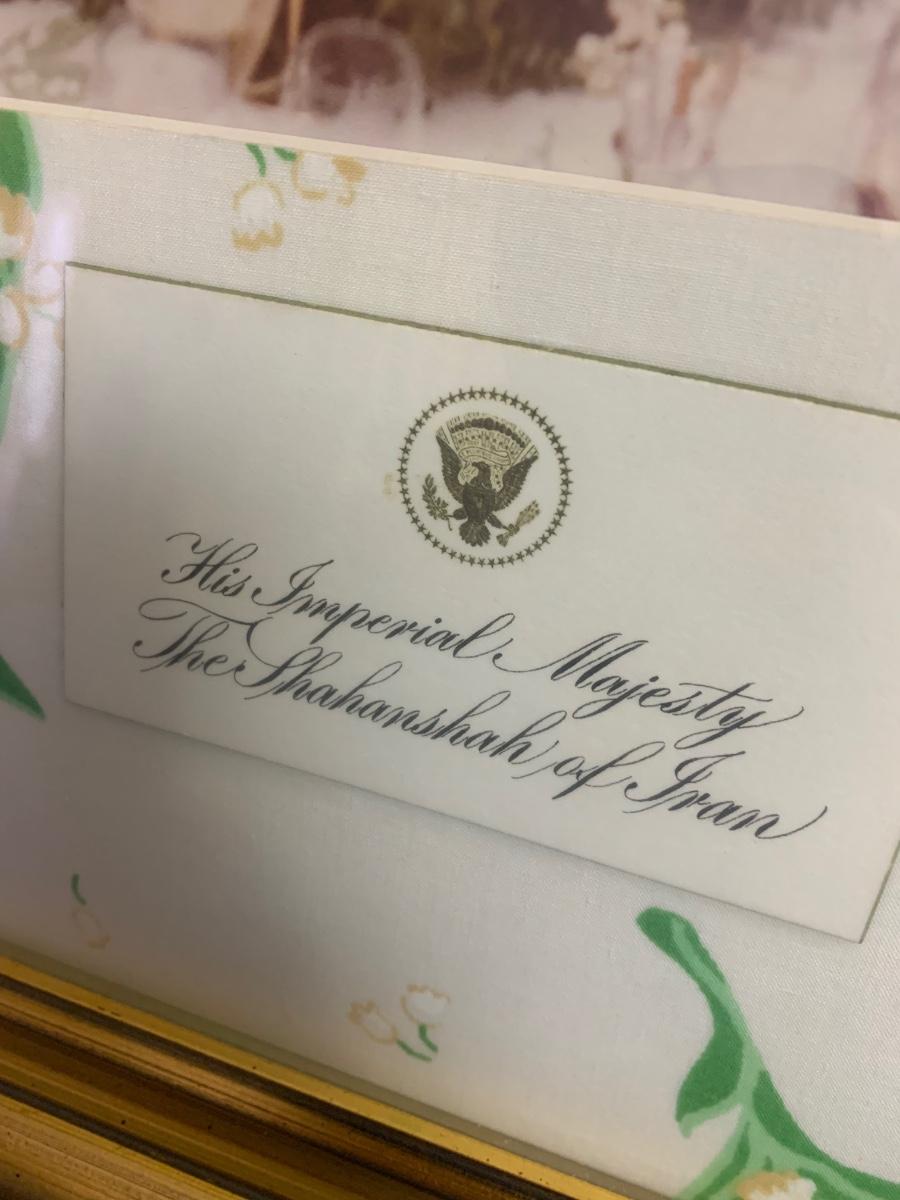 His Imperial Majesty
The Shahanshah of Iran